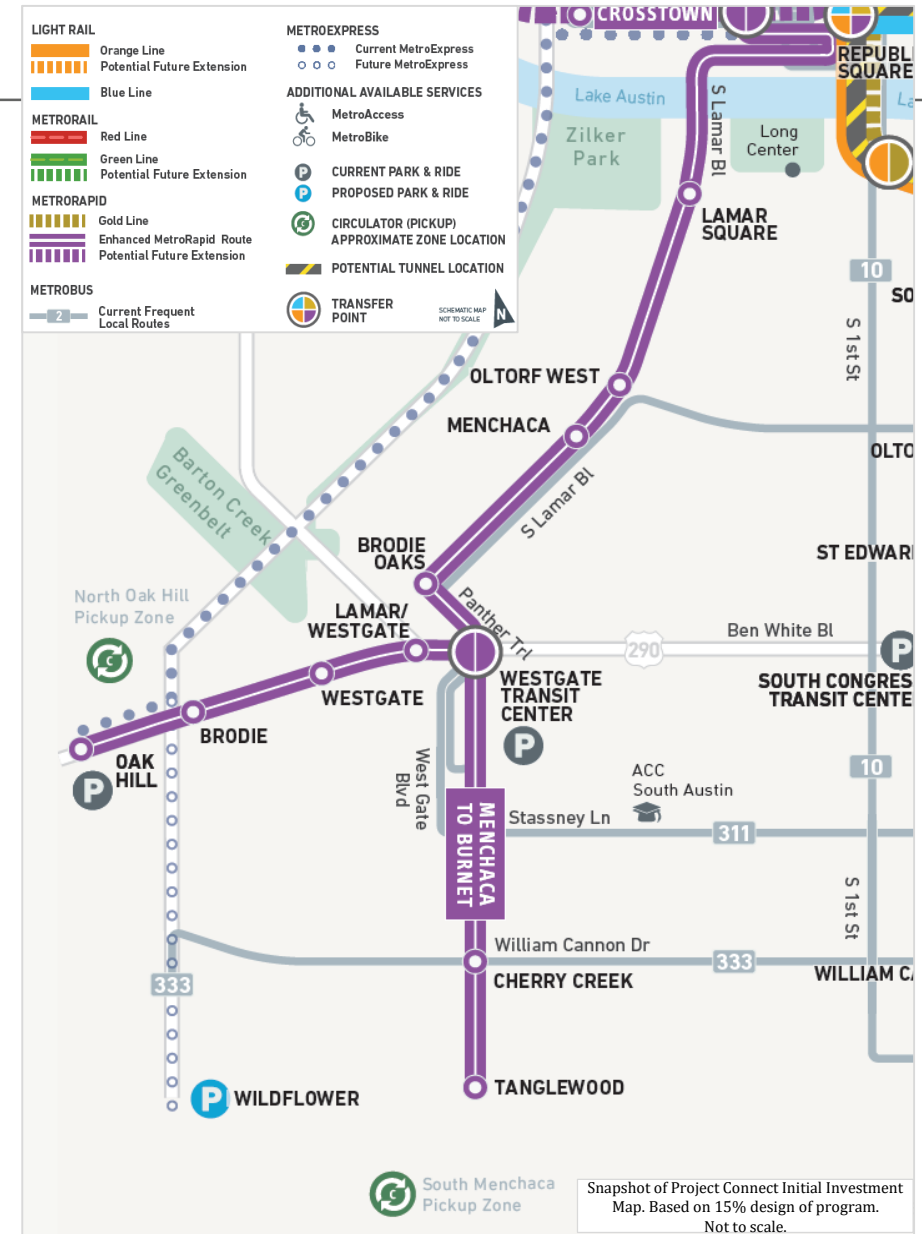 LIGHT RAIL
Orange Line
Potential Future Extension
Blue Line
METRORAIL
Red Line
Green Line
Potential Future Extension
METRORAPID
Gold Line
Enhanced MetroRapid Route
Potential Future Extension
METROBUS
2
Current Frequent
Local Routes
METROEXPRESS
Current MetroExpress
Future MetroExpress
ADDITIONAL AVAILABLE SERVICES
MetroAccess
MetroBike
P
CURRENT PARK & RIDE
P
PROPOSED PARK & RIDE
C
CIRCULATOR (PICKUP)
APPROXIMATE ZONE LOCATION
POTENTIAL TUNNEL LOCATION
TRANSFER
POINT
SCHEMATIC MAP
NOT TO SCALE
N
CROSSTOWN
REPUBL
SQUARE
Lake Austin
La
S Lamar Bl
Zilker
Park
Long
Center
LAMAR
SQUARE
10
SO
S 1st St
OLTORF WEST
MENCHACA
OLTO
S Lamar Bl
Barton Creek
Greenbelt
BRODIE
OAKS
ST EDWAR
North Oak Hill
Pickup Zone
C
LAMAR/
WESTGATE
Panther Trl
Ben White Bl
290
P
WESTGATE
WESTGATE
TRANSIT
CENTER
P
SOUTH CONGRES
TRANSIT CENTE
BRODIE
OAK
HILL
P
West Gate
Blvd
ACC
South Austin
10
MENCHACA
TO BURNET
Stassney Ln
311
S 1st St
William Cannon Dr
333
333
CHERRY CREEK
WILLIAM CA
TANGLEWOOD
P
WILDFLOWER
C
South Menchaca
Pickup Zone
Snapshot of Project Connect Initial Investment
Map. Based on 15% design of program.
Not to scale.